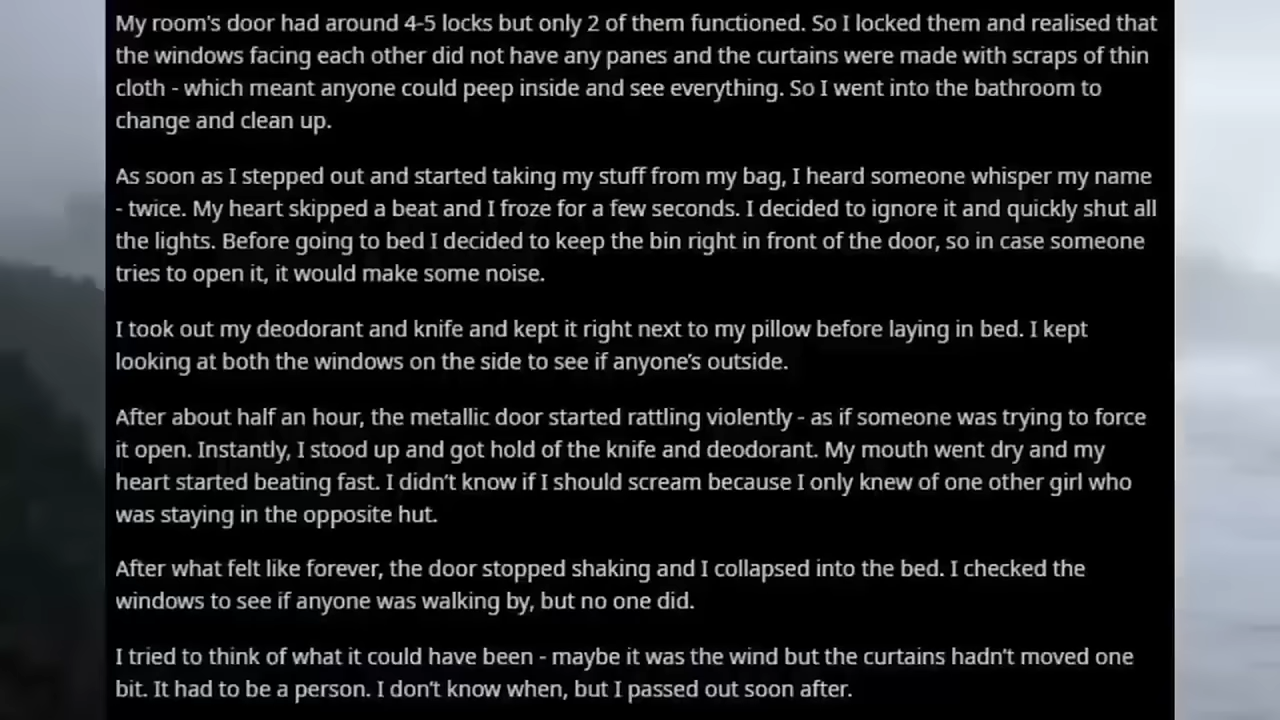 My room's door had around 4-5 locks but only 2 of them functioned. So I locked them and realised that
the windows facing each other did not have any panes and the curtains were made with scraps of thin
cloth - which meant anyone could peep inside and see everything. So I went into the bathroom to
change and clean up.
As soon as I stepped out and started taking my stuff from my bag, I heard someone whisper my name
- twice. My heart skipped a beat and I froze for a few seconds. I decided to ignore it and quickly shut all
the lights. Before going to bed I decided to keep the bin right in front of the door, so in case someone
tries to open it, it would make some noise.
I took out my deodorant and knife and kept it right next to my pillow before laying in bed. I kept
looking at both the windows on the side to see if anyone's outside.
After about half an hour, the metallic door started rattling violently - as if someone was trying to force
it open. Instantly, I stood up and got hold of the knife and deodorant. My mouth went dry and my
heart started beating fast. I didn't know if I should scream because I only knew of one other girl who
was staying in the opposite hut.
After what felt like forever, the door stopped shaking and I collapsed into the bed. I checked the
windows to see if anyone was walking by, but no one did.
I tried to think of what it could have been - maybe it was the wind but the curtains hadn't moved one
bit. It had to be a person. I don't know when, but I passed out soon after.